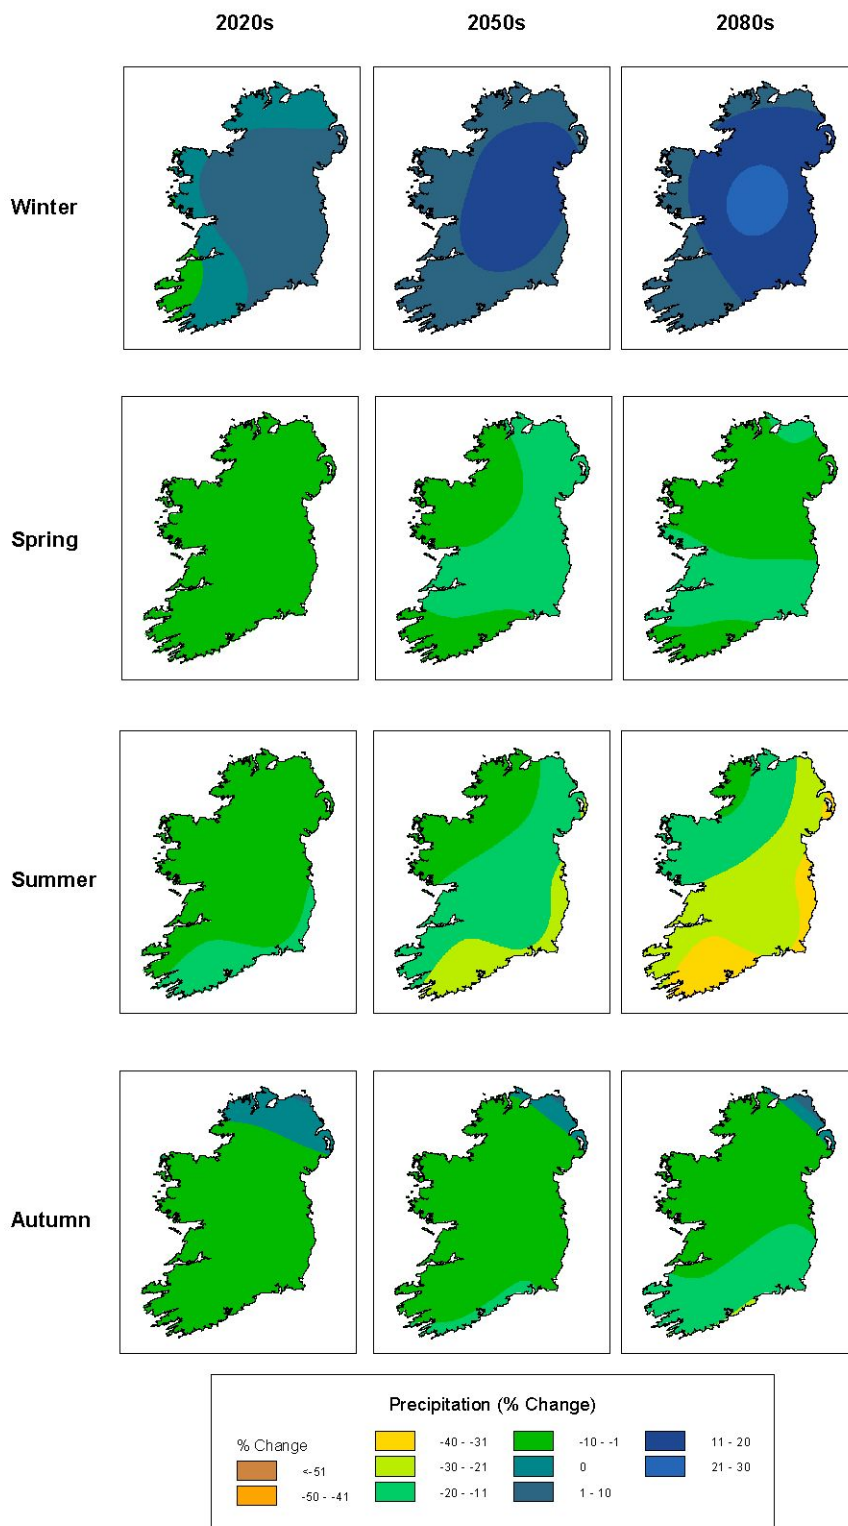 2020s 2050s 2080s
Winter
Spring
Summer
Autumn
Precipitation (% Change)
% Change
<-51
-50 - -41
-40 - -31
-30 - -21
-20 - -11
-10 - -1
0
1 - 10
11 - 20
21 - 30